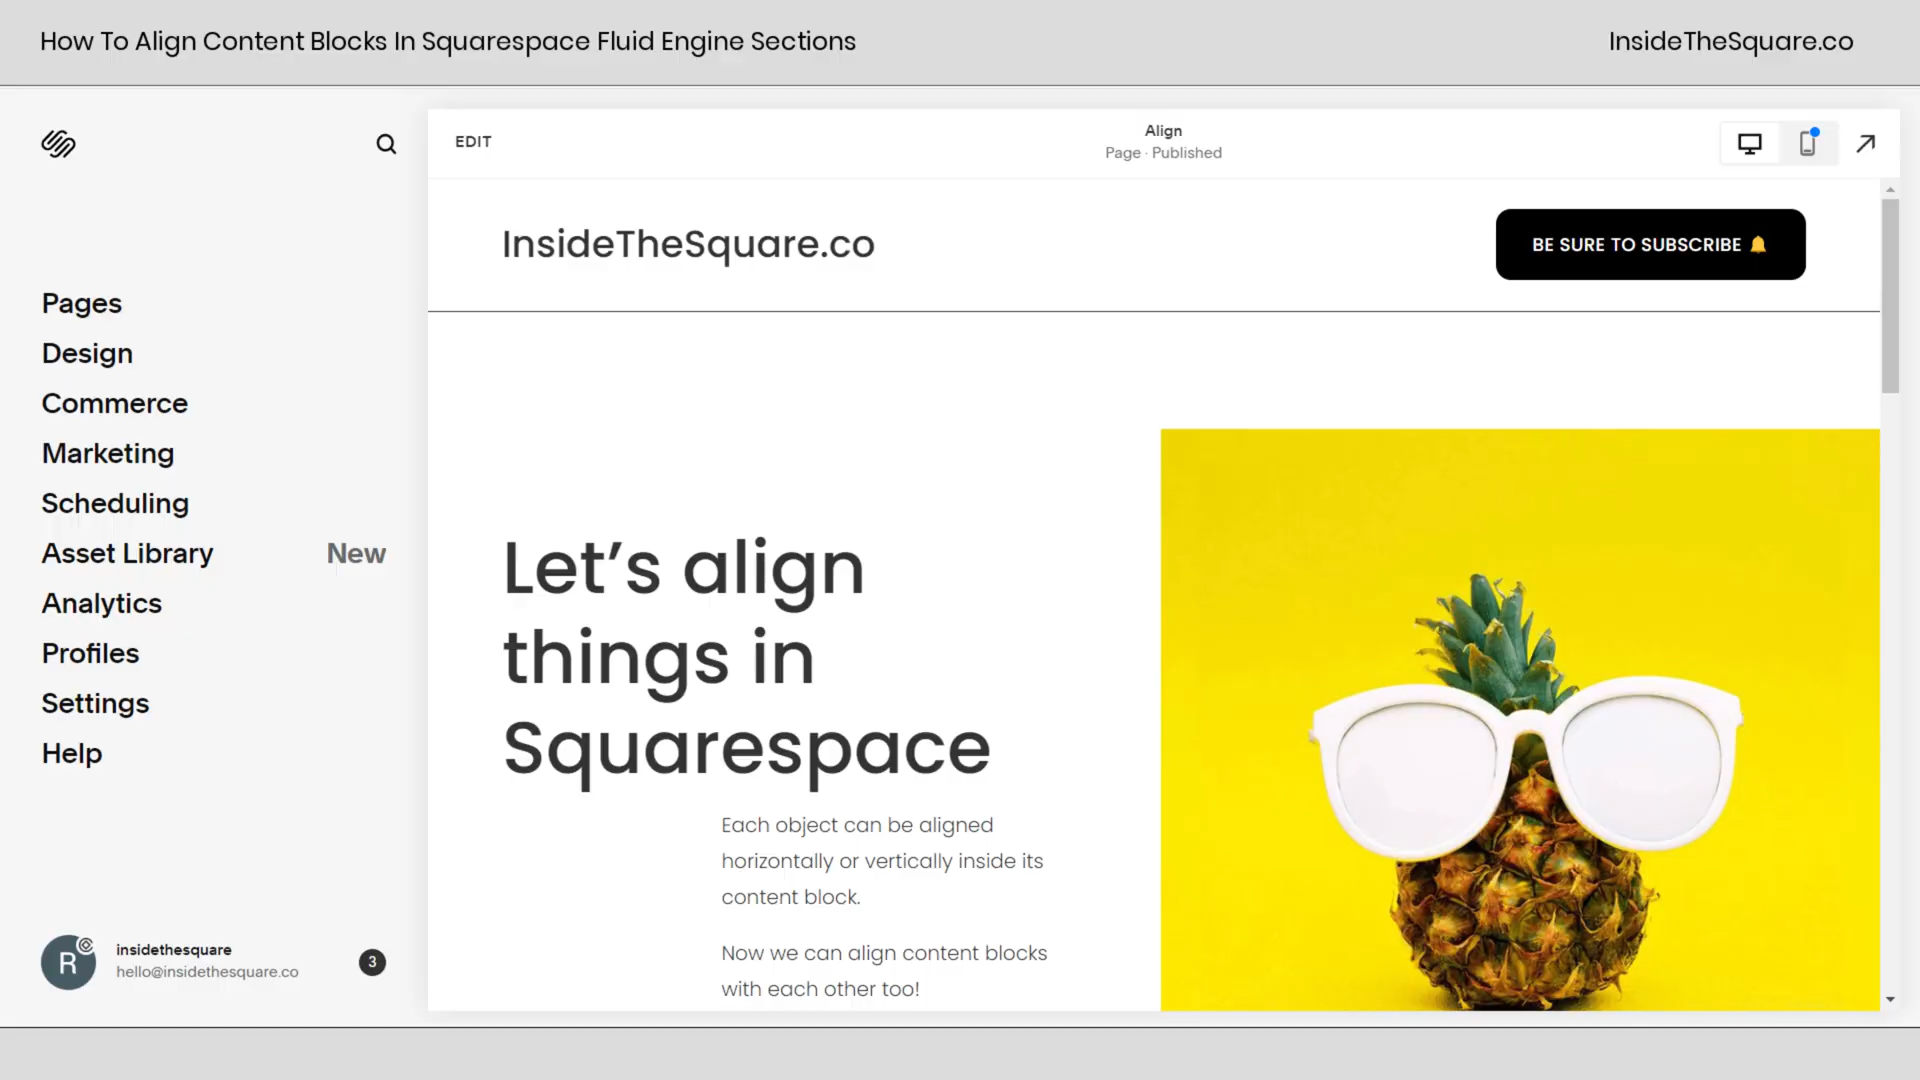 How To Align Content Blocks In Squarespace Fluid Engine Sections
InsideTheSquare.co
EDIT
Align
Page · Published
InsideTheSquare.co
BE SURE TO SUBSCRIBE 🔔
Pages
Design
Commerce
Marketing
Scheduling
Asset Library New
Analytics
Profiles
Settings
Help
Let’s align
things in
Squarespace
Each object can be aligned
horizontally or vertically inside its
content block.
Now we can align content blocks
with each other too!
R
insidethesquare
hello@insidethesquare.co
3